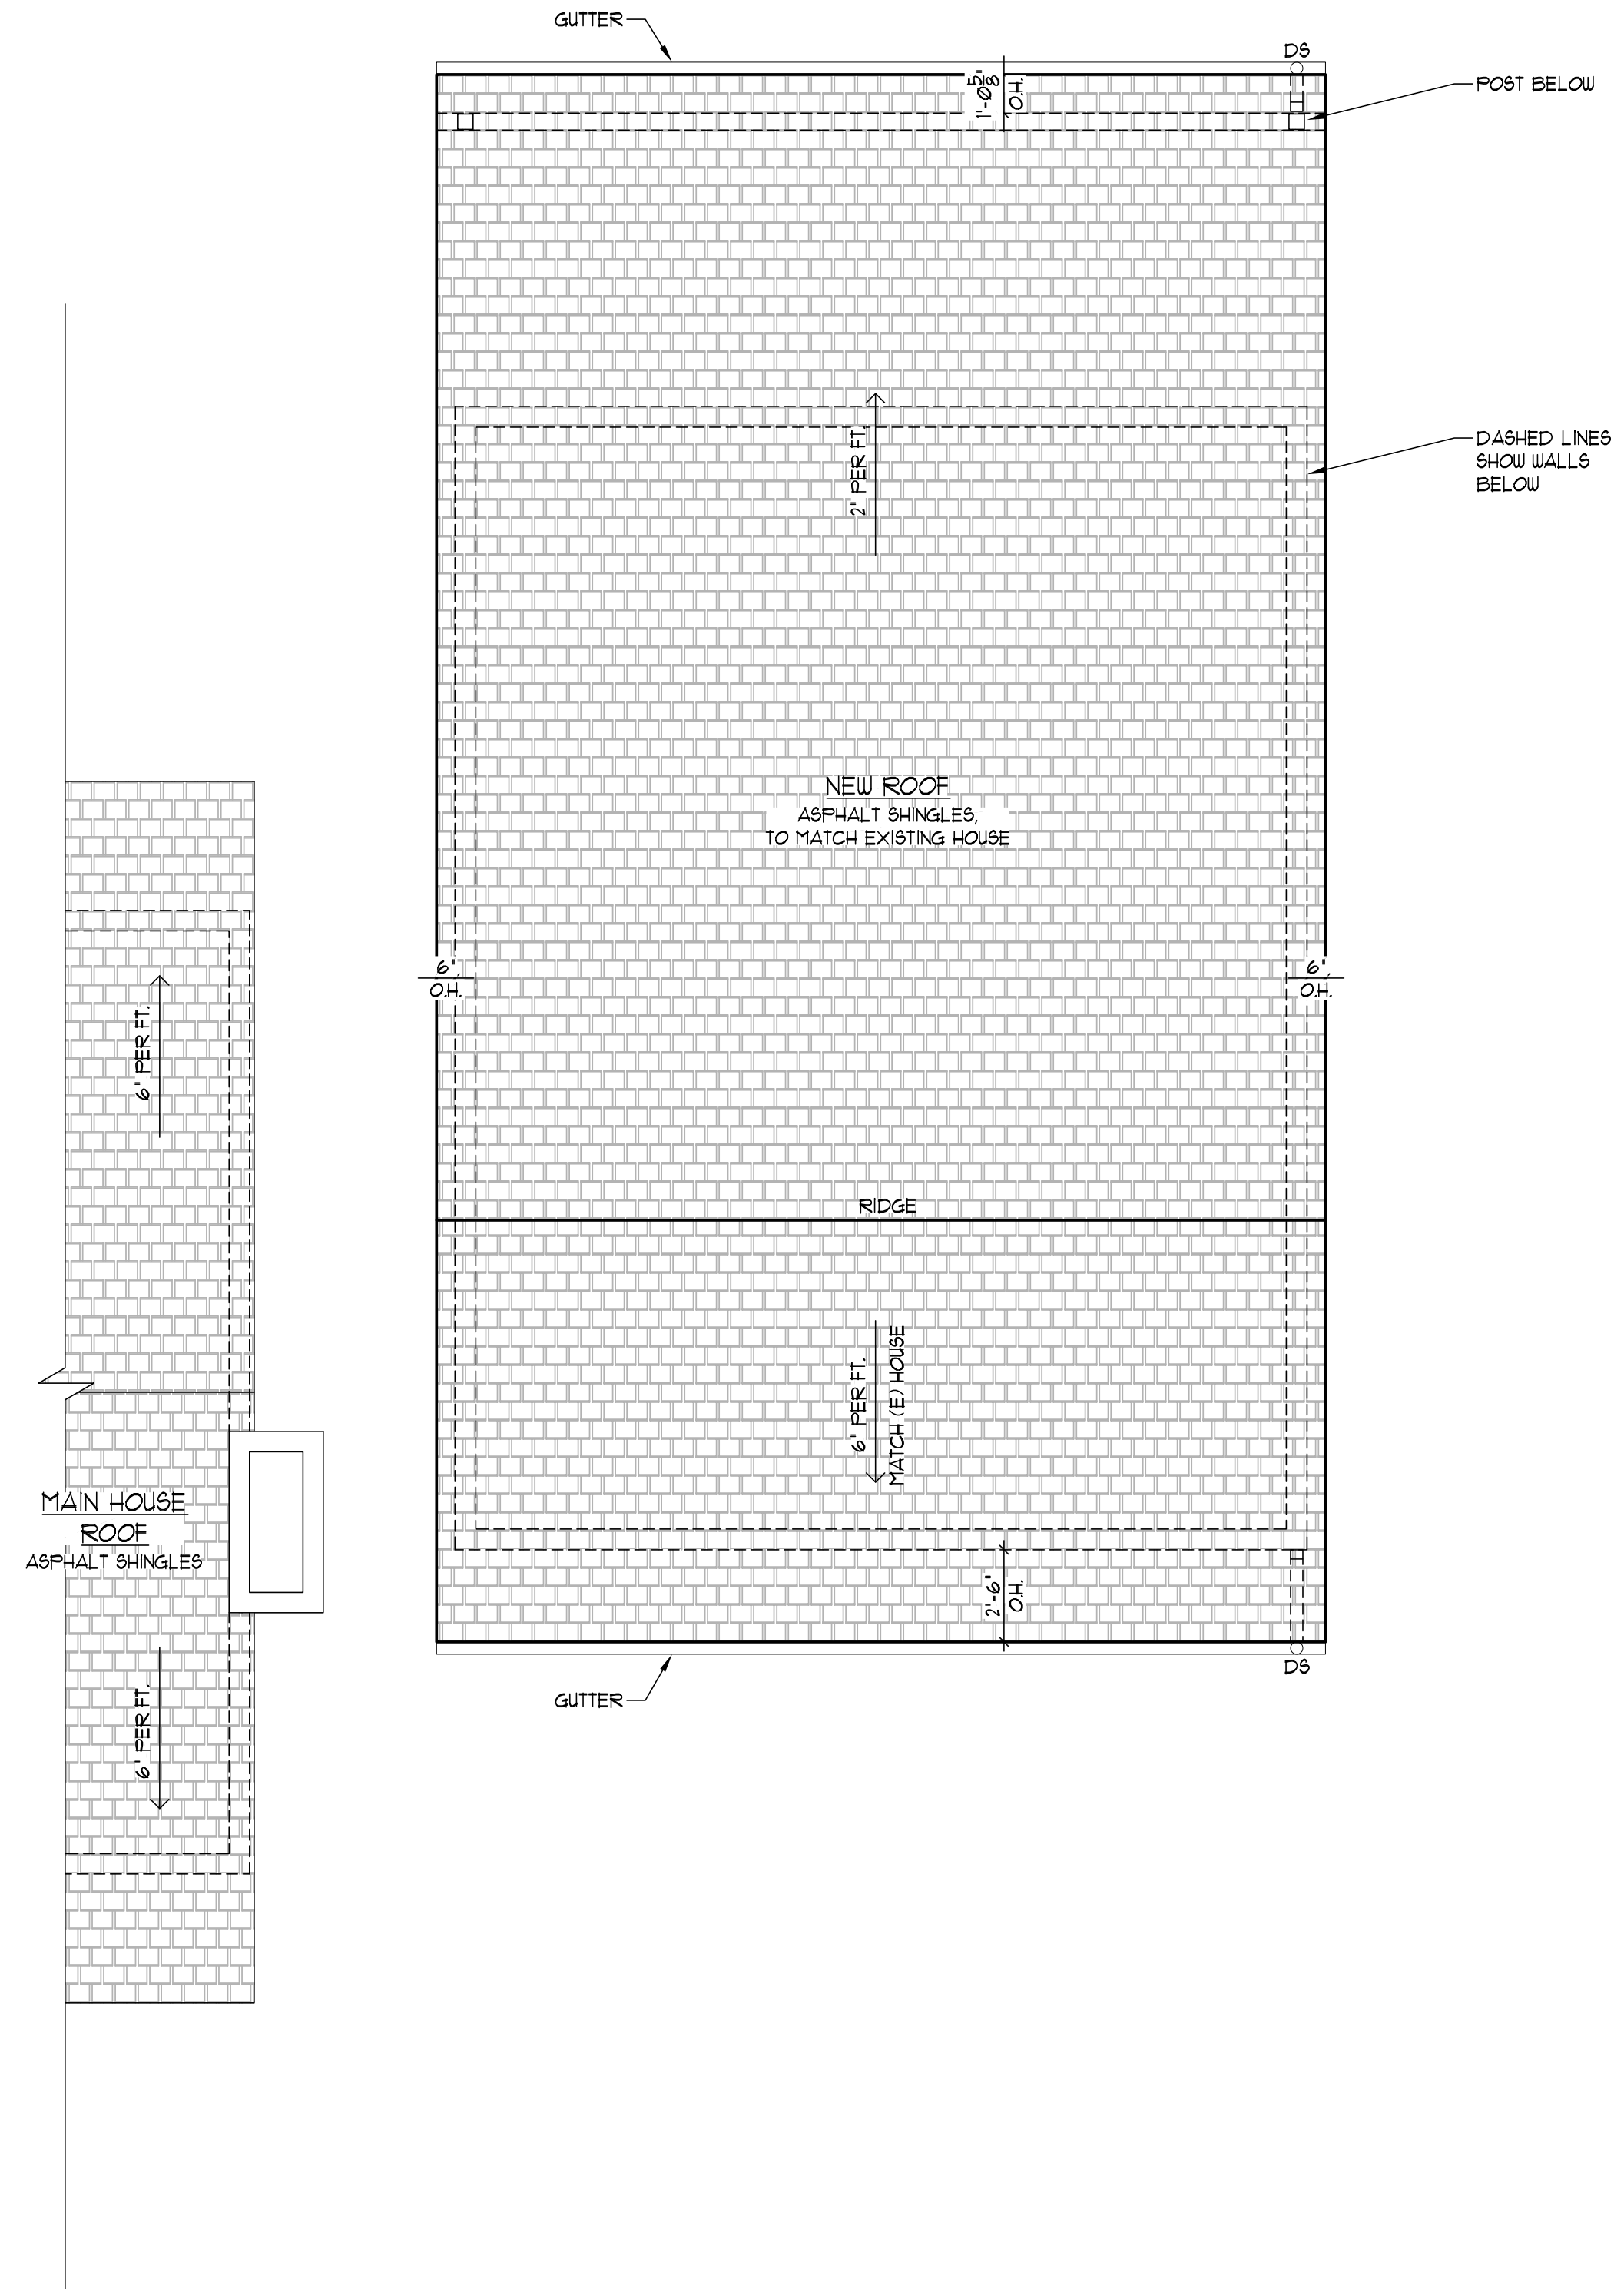 GUTTER
DS
1'-0 5/8"
O.H.
POST BELOW
2" PER FT
DASHED LINES
SHOW WALLS
BELOW
NEW ROOF
ASPHALT SHINGLES,
TO MATCH EXISTING HOUSE
6"
O.H.
6"
O.H.
6" PER FT.
RIDGE
6" PER FT.
MATCH (E) HOUSE
MAIN HOUSE
ROOF
ASPHALT SHINGLES
2'-6"
O.H.
6" PER FT.
DS
GUTTER